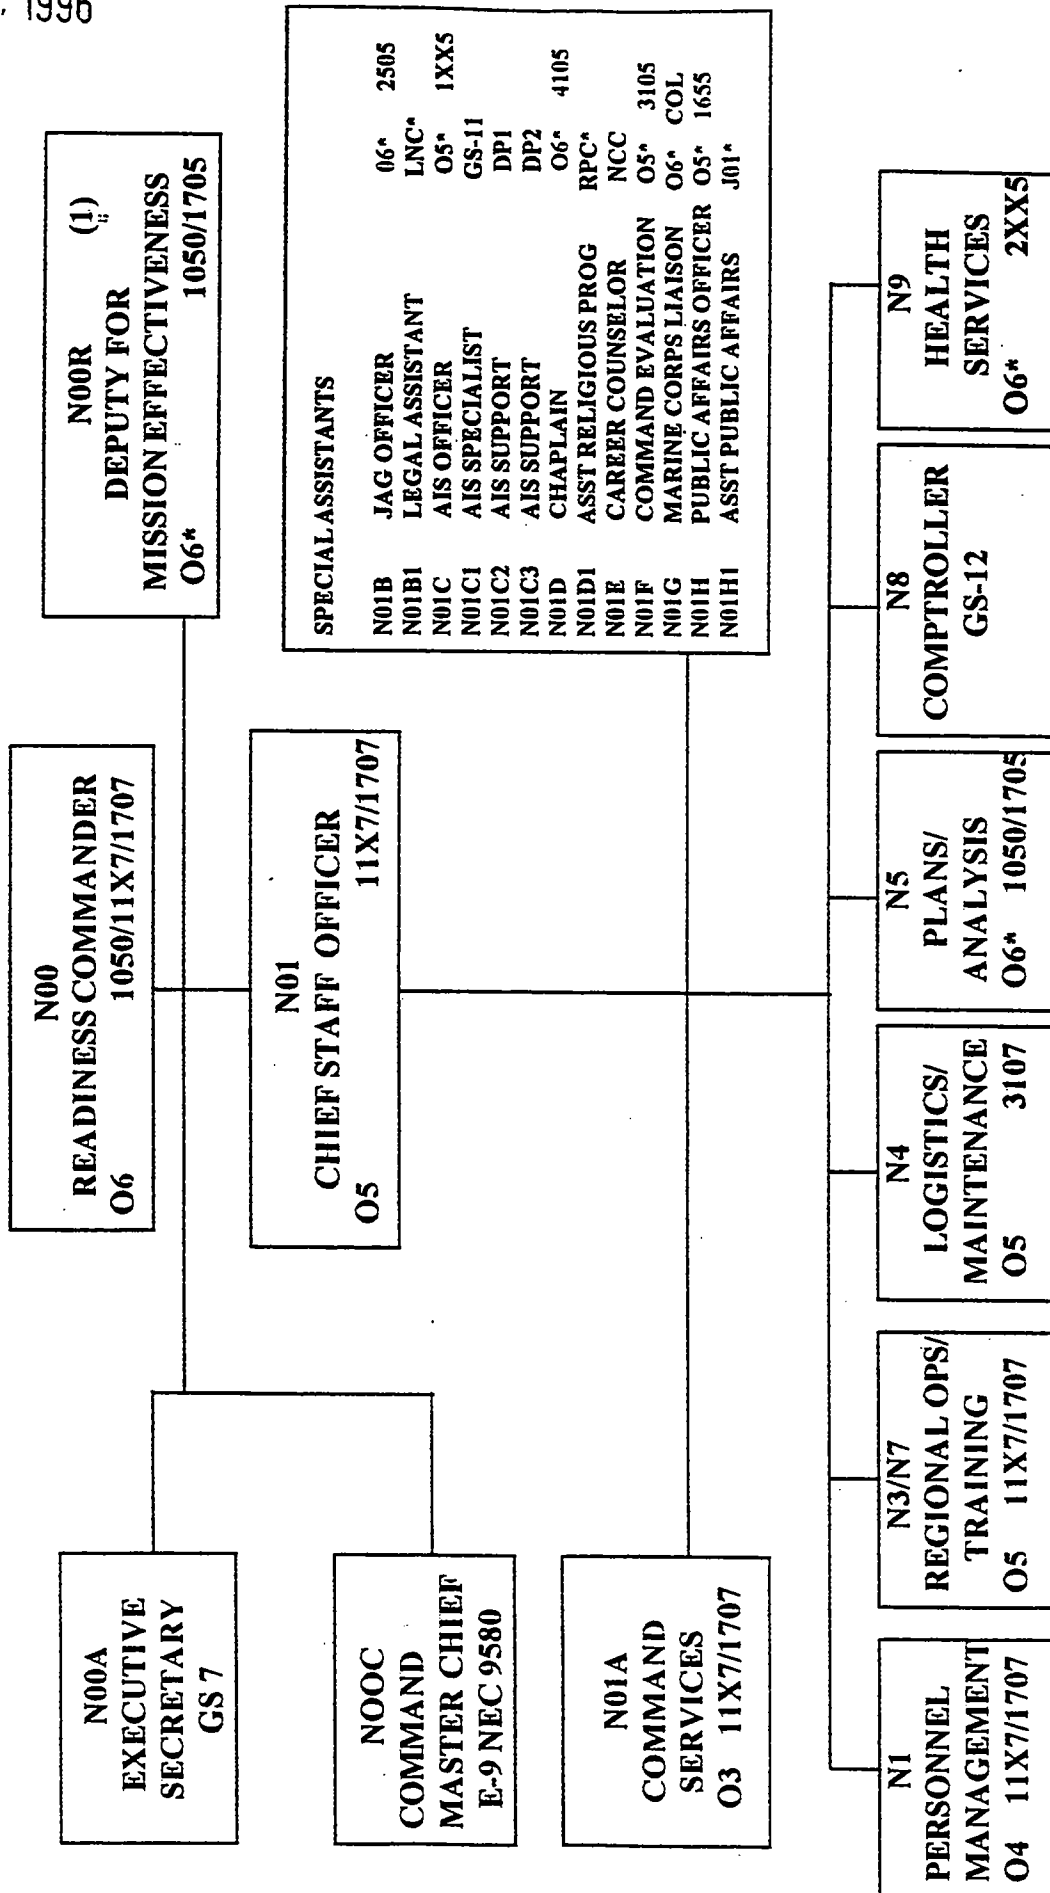 , 1996
N00
READINESS COMMANDER
O6 1050/11X7/1707
N00R (1)
DEPUTY FOR
MISSION EFFECTIVENESS
O6* 1050/1705
N00A
EXECUTIVE
SECRETARY
GS 7
NOOC
COMMAND
MASTER CHIEF
E-9 NEC 9580
N01
CHIEF STAFF OFFICER
O5 11X7/1707
N01A
COMMAND
SERVICES
O3 11X7/1707
SPECIAL ASSISTANTS
N01B JAG OFFICER 06* 2505
N01B1 LEGAL ASSISTANT LNC*
N01C AIS OFFICER O5* 1XX5
N01C1 AIS SPECIALIST GS-11
N01C2 AIS SUPPORT DP1
N01C3 AIS SUPPORT DP2
N01D CHAPLAIN O6* 4105
N01D1 ASST RELIGIOUS PROG RPC*
N01E CAREER COUNSELOR NCC
N01F COMMAND EVALUATION O5* 3105
N01G MARINE CORPS LIAISON O6* COL
N01H PUBLIC AFFAIRS OFFICER O5* 1655
N01H1 ASST PUBLIC AFFAIRS J01*
N1
PERSONNEL
MANAGEMENT
O4 11X7/1707
N3/N7
REGIONAL OPS/
TRAINING
O5 11X7/1707
N4
LOGISTICS/
MAINTENANCE
O5 3107
N5
PLANS/
ANALYSIS
O6* 1050/1705
N8
COMPTROLLER
GS-12
N9
HEALTH
SERVICES
O6* 2XX5